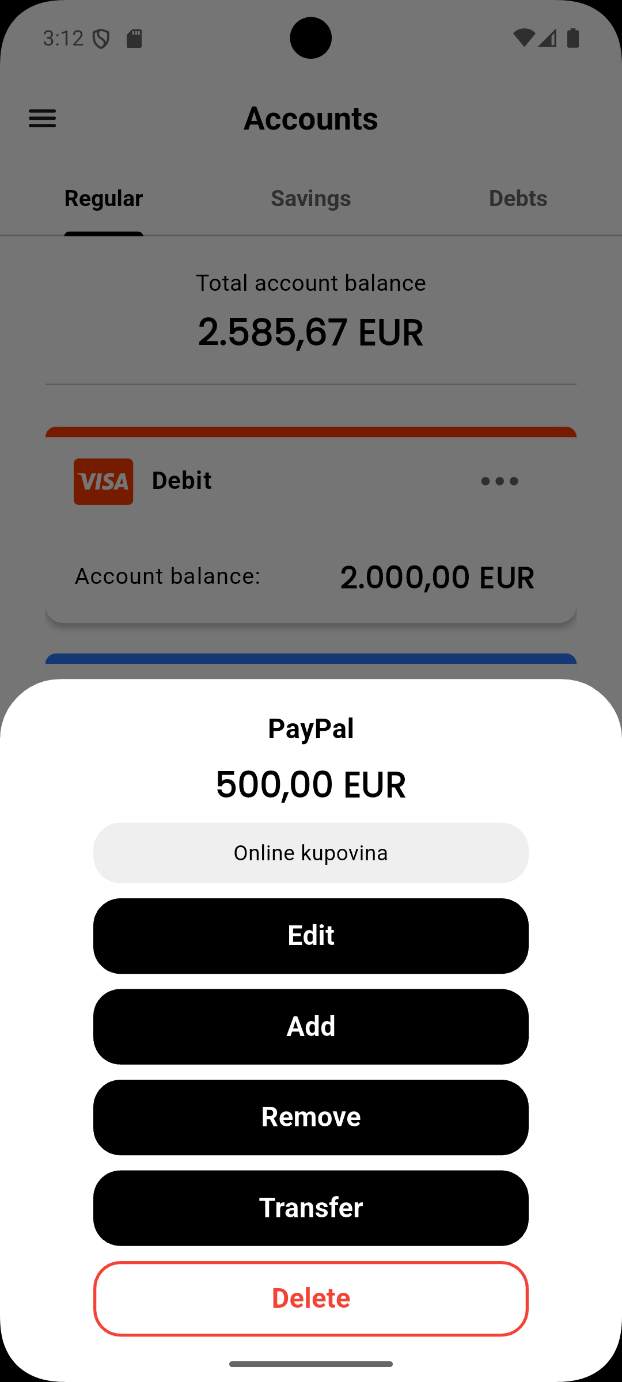 3:12
Accounts
Regular Savings Debts
Total account balance
2.585,67 EUR
VISA Debit
Account balance: 2.000,00 EUR
PayPal
500,00 EUR
Online kupovina
Edit
Add
Remove
Transfer
Delete